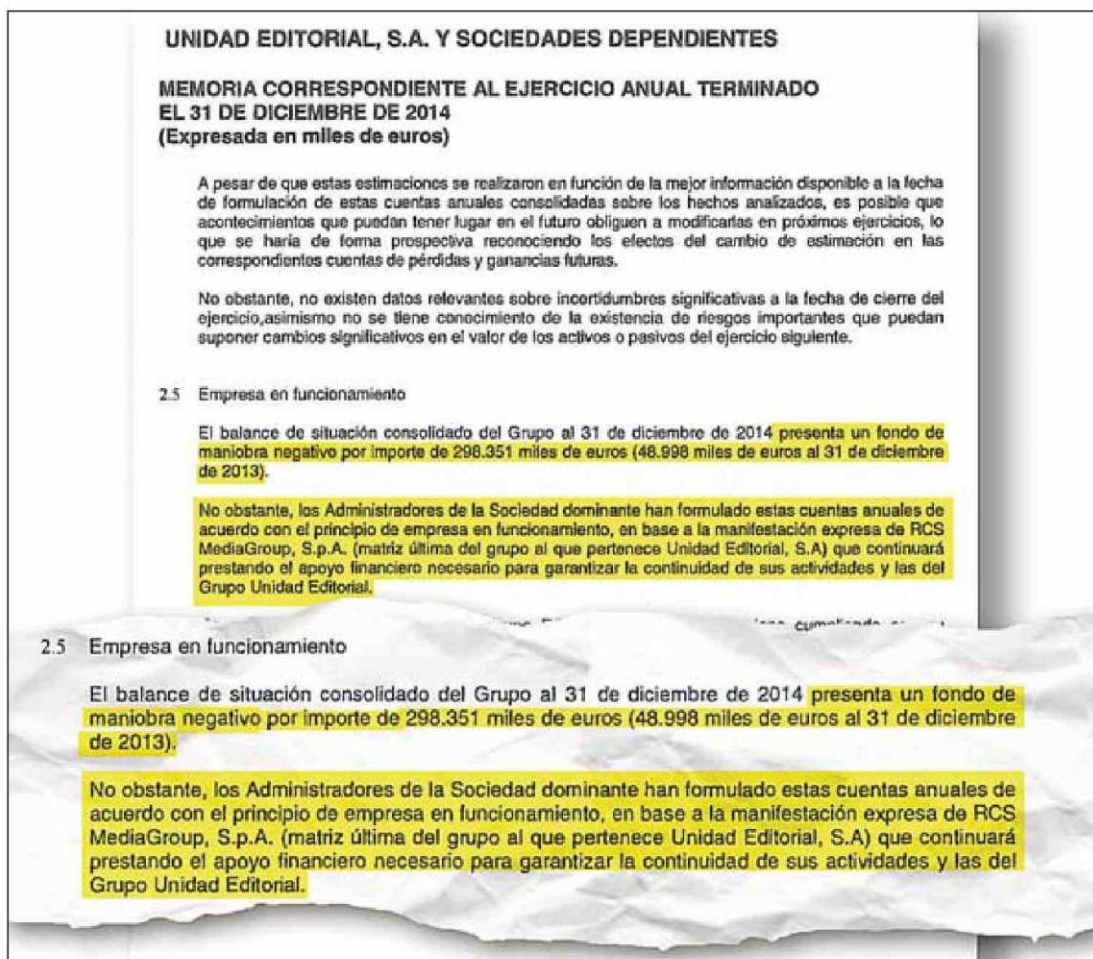 UNIDAD EDITORIAL, S.A. Y SOCIEDADES DEPENDIENTES
MEMORIA CORRESPONDIENTE AL EJERCICIO ANUAL TERMINADO
EL 31 DE DICIEMBRE DE 2014
(Expresada en miles de euros)
A pesar de que estas estimaciones se realizaron en función de la mejor información disponible a la fecha
de formulación de estas cuentas anuales consolidadas sobre los hechos analizados, es posible que
acontecimientos que puedan tener lugar en el futuro obliguen a modificarlas en próximos ejercicios, lo
que se haría de forma prospectiva reconociendo los efectos del cambio de estimación en las
correspondientes cuentas de pérdidas y ganancias futuras.
No obstante, no existen datos relevantes sobre incertidumbres significativas a la fecha de cierre del
ejercicio,asimismo no se tiene conocimiento de la existencia de riesgos importantes que puedan
suponer cambios significativos en el valor de los activos o pasivos del ejercicio siguiente.
2.5 Empresa en funcionamiento
El balance de situación consolidado del Grupo al 31 de diciembre de 2014 presenta un fondo de
maniobra negativo por importe de 298.351 miles de euros (48.998 miles de euros al 31 de diciembre
de 2013).
No obstante, los Administradores de la Sociedad dominante han formulado estas cuentas anuales de
acuerdo con el principio de empresa en funcionamiento, en base a la manifestación expresa de RCS
MediaGroup, S.p.A. (matriz última del grupo al que pertenece Unidad Editorial, S.A) que continuará
prestando el apoyo financiero necesario para garantizar la continuidad de sus actividades y las del
Grupo Unidad Editorial.
cumpliendo
2.5 Empresa en funcionamiento
El balance de situación consolidado del Grupo al 31 de diciembre de 2014 presenta un fondo de
maniobra negativo por importe de 298.351 miles de euros (48.998 miles de euros al 31 de diciembre
de 2013).
No obstante, los Administradores de la Sociedad dominante han formulado estas cuentas anuales de
acuerdo con el principio de empresa en funcionamiento, en base a la manifestación expresa de RCS
MediaGroup, S.p.A. (matriz última del grupo al que pertenece Unidad Editorial, S.A) que continuará
prestando el apoyo financiero necesario para garantizar la continuidad de sus actividades y las del
Grupo Unidad Editorial.